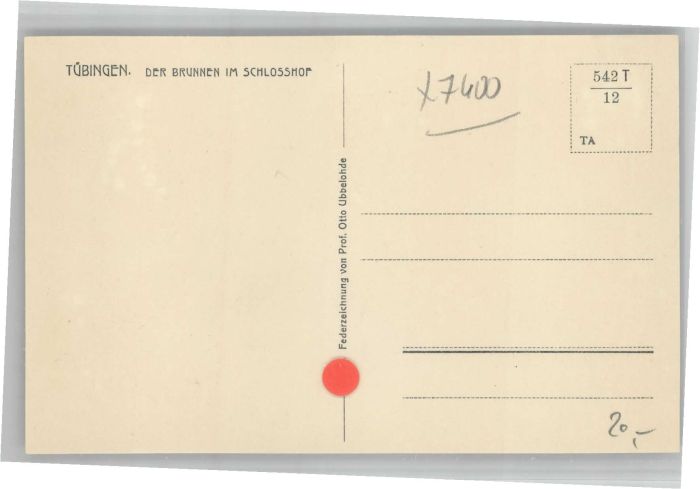 TÜBINGEN. DER BRUNNEN IM SCHLOSSHOF
Federzeichnung von Prof. Otto Ubbelohde
x7400
542 T
12
TA
20,-